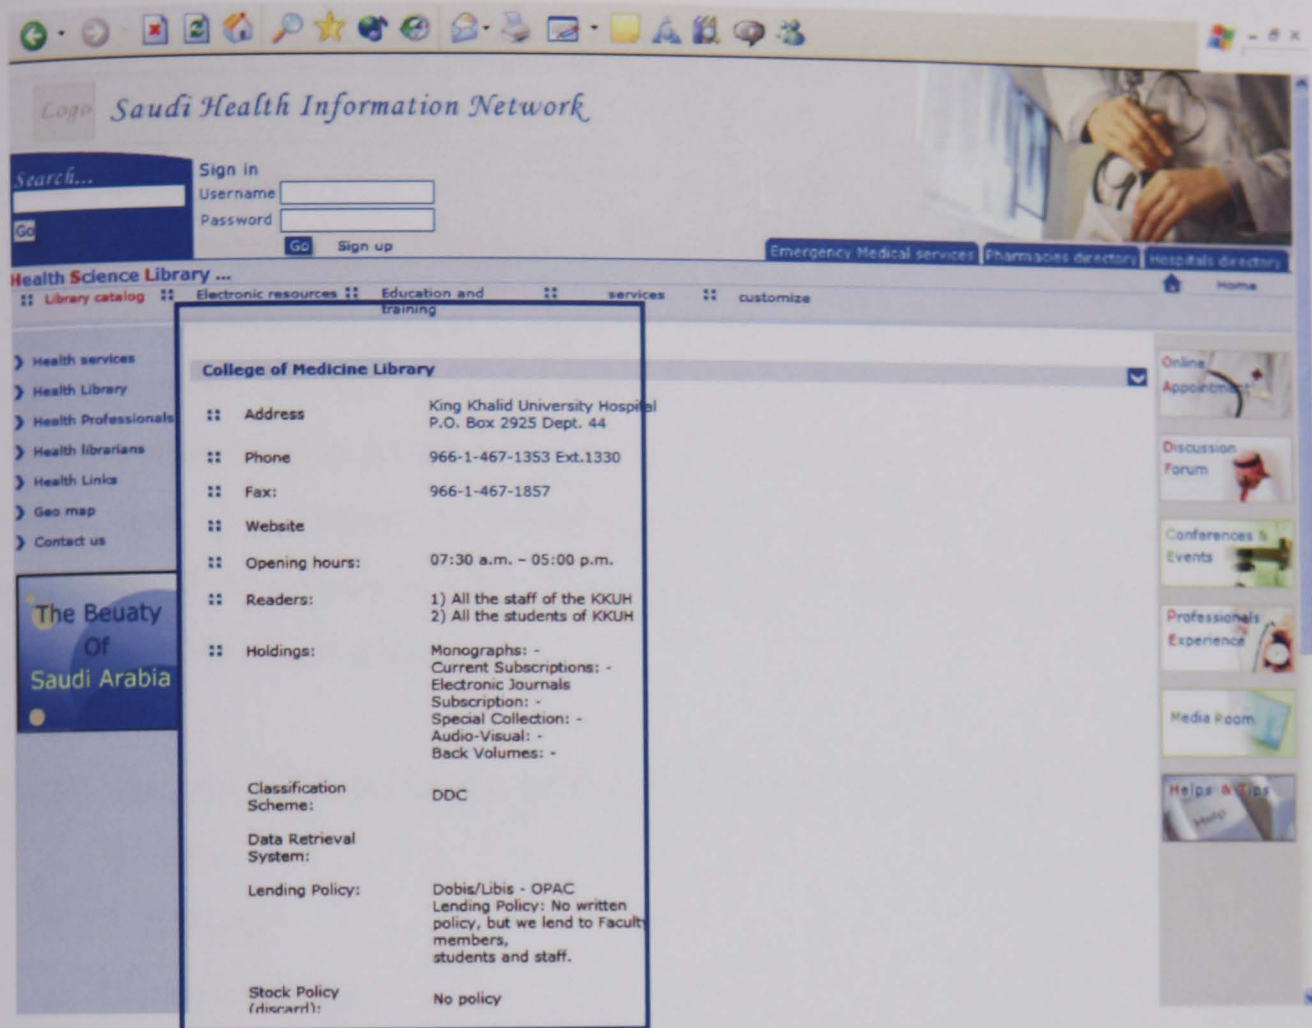 Logo Saudi Health Information Network
Search...
Go
Sign in
Username
Password
Go Sign up
Emergency Medical services Pharmacies directory Hospitals directory
Health Science Library ...
Library catalog Electronic resources Education and training services customize
Home
Health services
Health Library
Health Professionals
Health librarians
Health Links
Geo map
Contact us
The Beuaty
Of
Saudi Arabia
College of Medicine Library
Address King Khalid University Hospital
P.O. Box 2925 Dept. 44
Phone 966-1-467-1353 Ext.1330
Fax: 966-1-467-1857
Website
Opening hours: 07:30 a.m. – 05:00 p.m.
Readers: 1) All the staff of the KKUH
2) All the students of KKUH
Holdings: Monographs: -
Current Subscriptions: -
Electronic Journals
Subscription: -
Special Collection: -
Audio-Visual: -
Back Volumes: -
Classification
Scheme: DDC
Data Retrieval
System:
Lending Policy: Dobis/Libis - OPAC
Lending Policy: No written
policy, but we lend to Faculty
members,
students and staff.
Stock Policy
(discard): No policy
Online
Appointment
Discussion
Forum
Conferences &
Events
Professionals
Experience
Media Room
Helps & Tips
Help